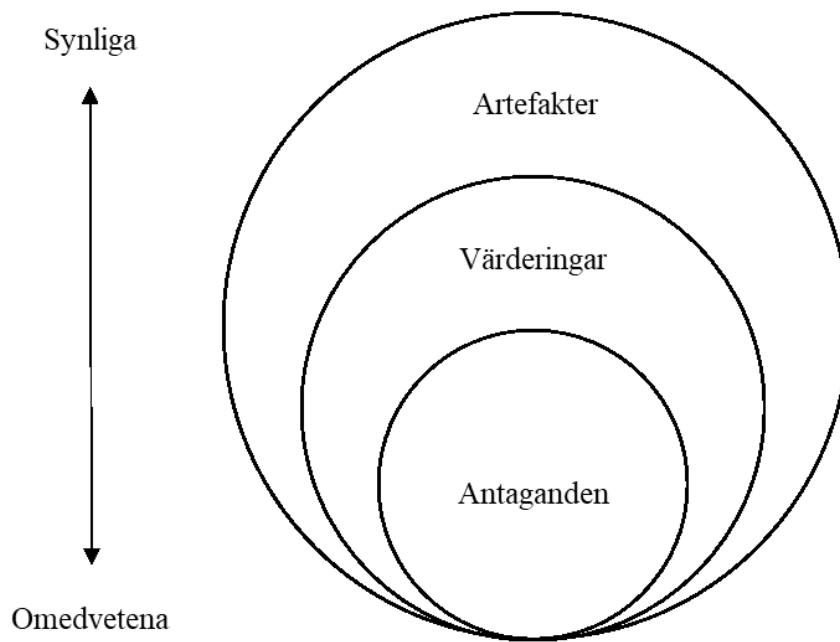 Synliga
Artefakter
Värderingar
Antaganden
Omedvetena